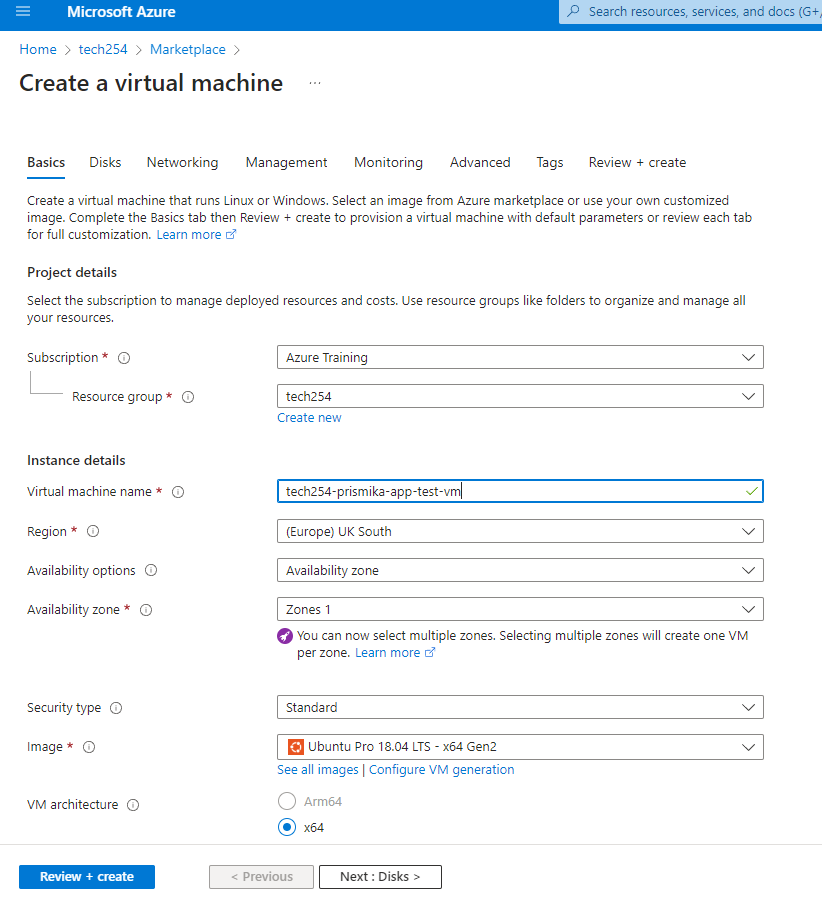 Microsoft Azure
Search resources, services, and docs (G+/
Home > tech254 > Marketplace >
Create a virtual machine ...
Basics Disks Networking Management Monitoring Advanced Tags Review + create
Create a virtual machine that runs Linux or Windows. Select an image from Azure marketplace or use your own customized
image. Complete the Basics tab then Review + create to provision a virtual machine with default parameters or review each tab
for full customization. Learn more
Project details
Select the subscription to manage deployed resources and costs. Use resource groups like folders to organize and manage all
your resources.
Subscription * Azure Training
Resource group * tech254
Create new
Instance details
Virtual machine name * tech254-prismika-app-test-vm
Region * (Europe) UK South
Availability options Availability zone
Availability zone * Zones 1
You can now select multiple zones. Selecting multiple zones will create one VM
per zone. Learn more
Security type Standard
Image * Ubuntu Pro 18.04 LTS - x64 Gen2
See all images | Configure VM generation
VM architecture Arm64
x64
Review + create < Previous Next : Disks >